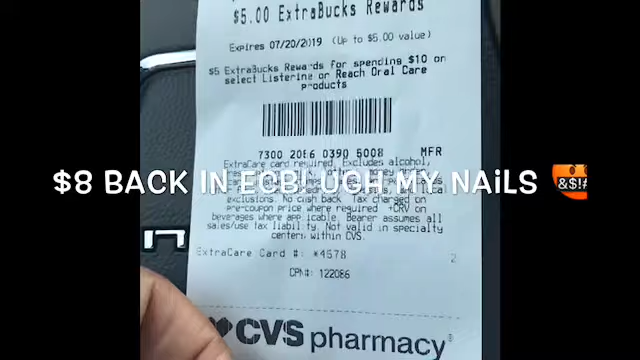 $5.00 ExtraBucks Rewards
Expires 07/20/2019 (Up to $5.00 value)
$5 ExtraBucks Rewards for spending $10 on
select Listerine or Reach Oral Care
products
7300 2056 0390 5008 MFR
ExtraCare card required. Excludes alcohol,
$8 BACK IN ECB! UGH MY NAiLS
&$!#
exclusions. No cash back. Tax charged on
pre-coupon price where required. +CRV on
beverages where applicable. Bearer assumes all
sales/use tax liability. Not valid in specialty
centers within CVS.
ExtraCare Card #: *4578 2
CPN#: 122086
CVS pharmacy®